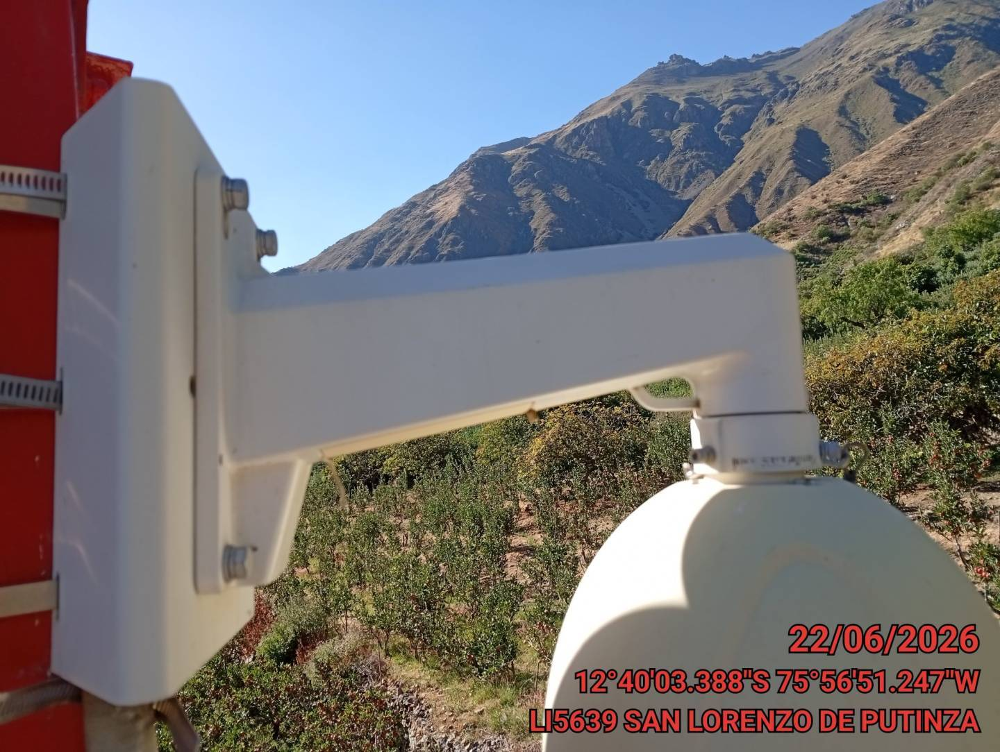 22/06/2026
12°40'03.388"S 75°56'51.247"W
LI5639 SAN LORENZO DE PUTINZA